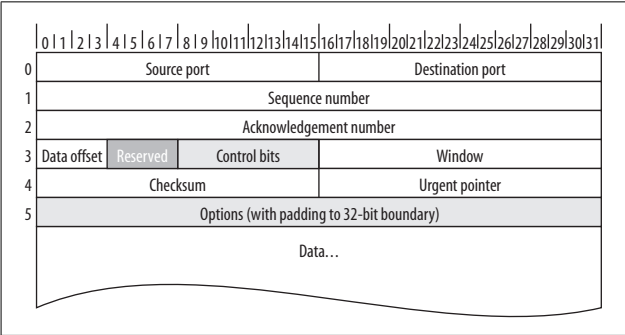 0 1 2 3 4 5 6 7 8 9 10 11 12 13 14 15 16 17 18 19 20 21 22 23 24 25 26 27 28 29 30 31
0 Source port Destination port
1 Sequence number
2 Acknowledgement number
3 Data offset Reserved Control bits Window
4 Checksum Urgent pointer
5 Options (with padding to 32-bit boundary)
Data…